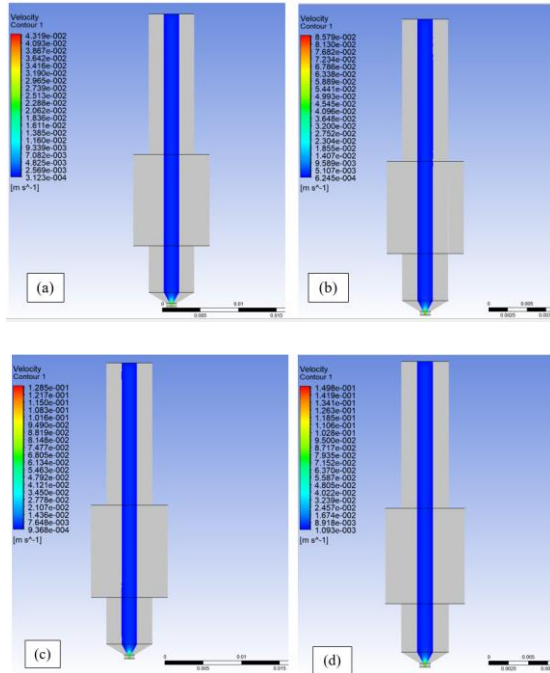 Velocity
Contour 1
4.319e-002
4.093e-002
3.867e-002
3.642e-002
3.416e-002
3.190e-002
2.965e-002
2.739e-002
2.513e-002
2.288e-002
2.062e-002
1.836e-002
1.611e-002
1.385e-002
1.160e-002
9.339e-003
7.082e-003
4.825e-003
2.569e-003
3.123e-004
[m s^-1]
(a)
0
0.01
0.005
0.015
Velocity
Contour 1
8.579e-002
8.130e-002
7.682e-002
7.234e-002
6.786e-002
6.338e-002
5.889e-002
5.441e-002
4.993e-002
4.545e-002
4.096e-002
3.648e-002
3.200e-002
2.752e-002
2.304e-002
1.855e-002
1.407e-002
9.589e-003
5.107e-003
6.245e-004
[m s^-1]
(b)
0
0.005
0.0025
Velocity
Contour 1
1.285e-001
1.217e-001
1.150e-001
1.083e-001
1.016e-001
9.490e-002
8.819e-002
8.148e-002
7.477e-002
6.805e-002
6.134e-002
5.463e-002
4.792e-002
4.121e-002
3.450e-002
2.778e-002
2.107e-002
1.436e-002
7.648e-003
9.368e-004
[m s^-1]
(c)
0
0.01
0.005
0.015
Velocity
Contour 1
1.498e-001
1.419e-001
1.341e-001
1.263e-001
1.185e-001
1.106e-001
1.028e-001
9.500e-002
8.717e-002
7.935e-002
7.152e-002
6.370e-002
5.587e-002
4.805e-002
4.022e-002
3.239e-002
2.457e-002
1.674e-002
8.918e-003
1.093e-003
[m s^-1]
(d)
0
0.005
0.0025